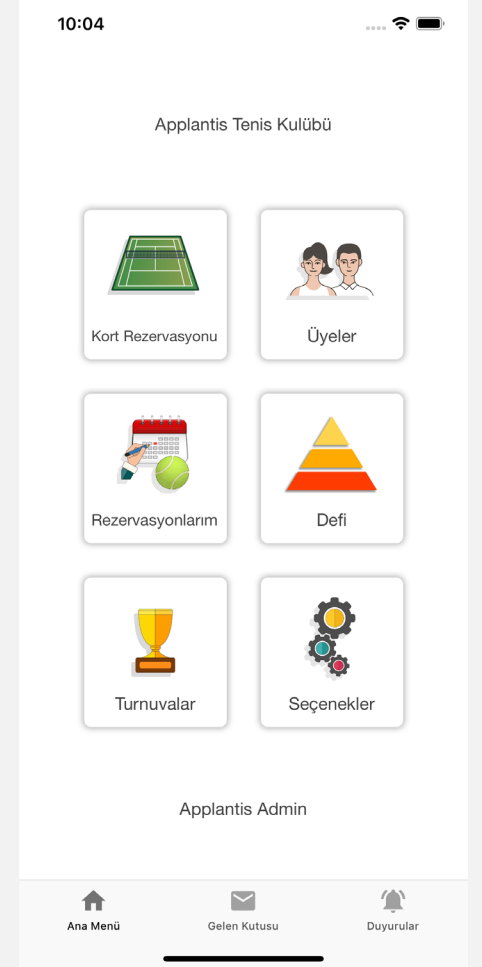 10:04
Applantis Tenis Kulübü
Kort Rezervasyonu
Üyeler
Rezervasyonlarım
Defi
Turnuvalar
Seçenekler
Applantis Admin
Ana Menü
Gelen Kutusu
Duyurular